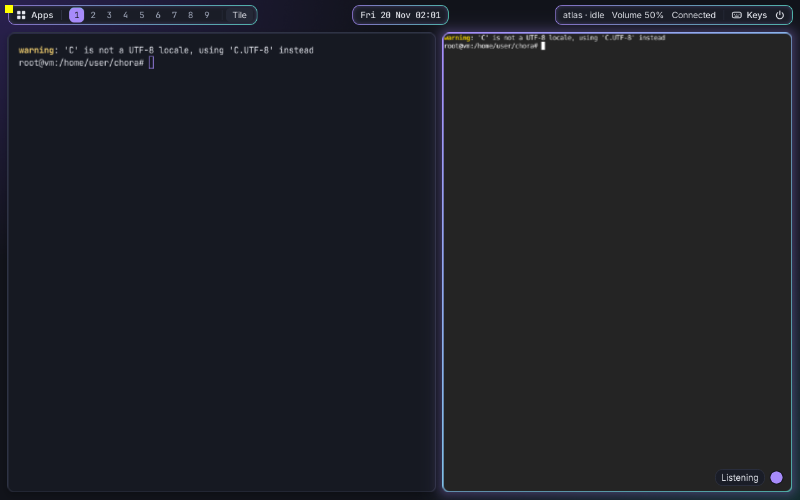 Apps 1 2 3 4 5 6 7 8 9 Tile
Fri 20 Nov 02:01
atlas · idle Volume 50% Connected Keys
warning: 'C' is not a UTF-8 locale, using 'C.UTF-8' instead
root@vm:/home/user/chora#
warning: 'C' is not a UTF-8 locale, using 'C.UTF-8' instead
root@vm:/home/user/chora#
Listening